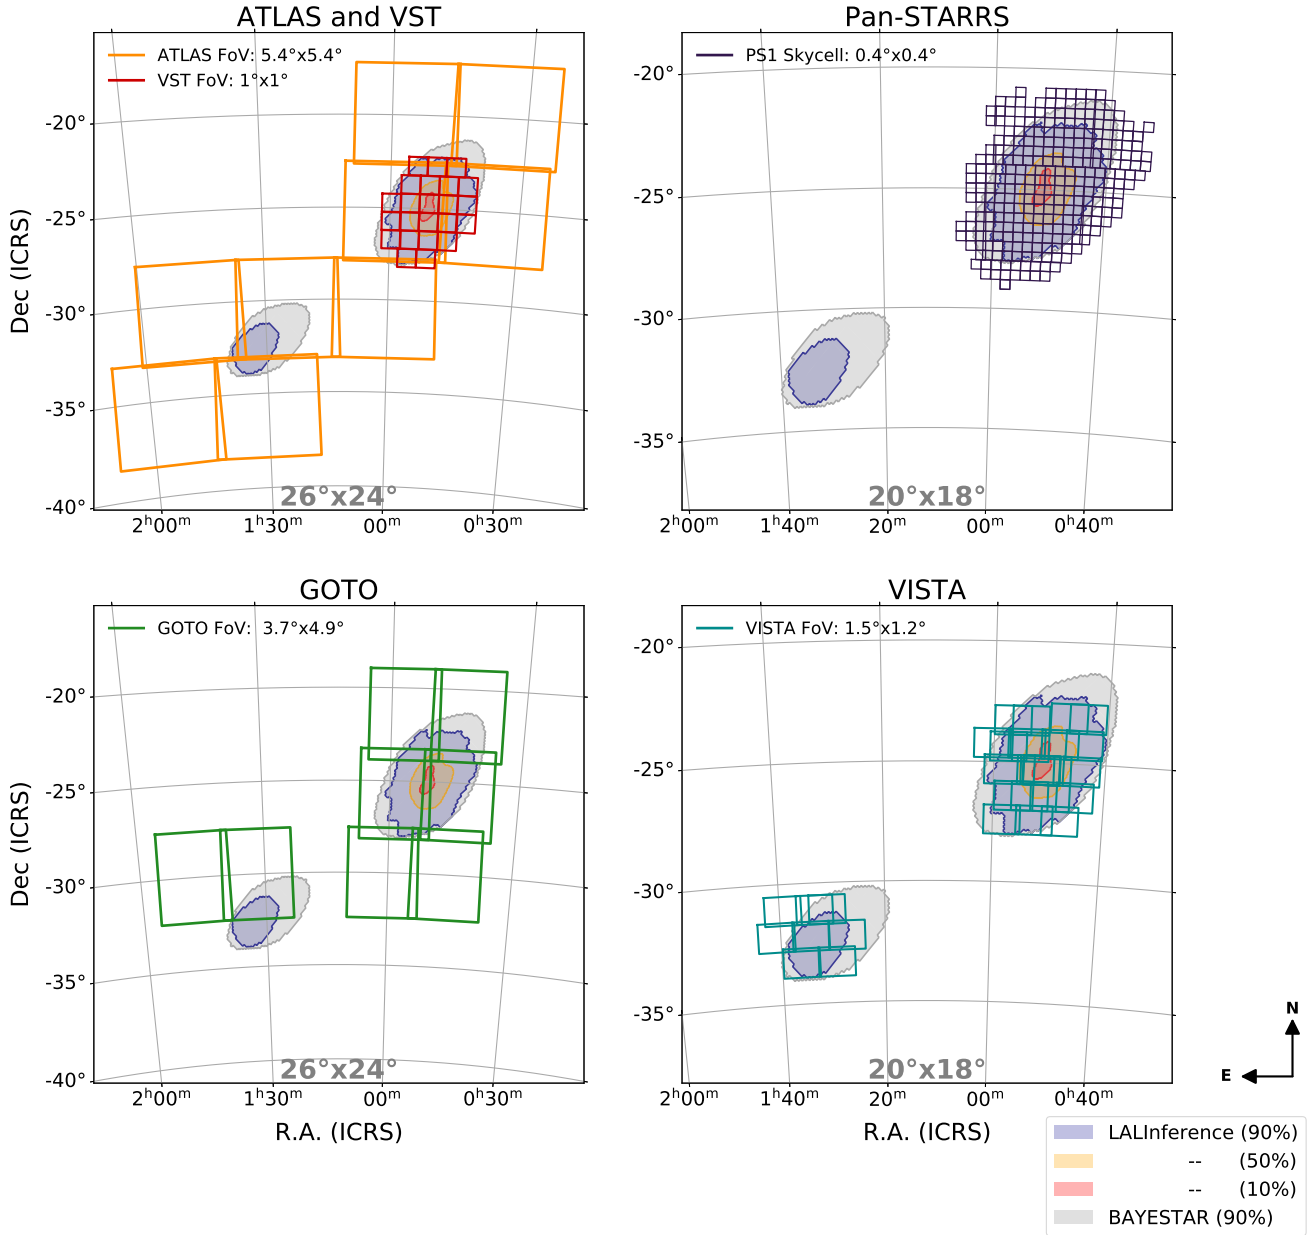 ATLAS and VST
ATLAS FoV: 5.4°x5.4°
VST FoV: 1°x1°
Dec (ICRS)
-20°
-25°
-30°
-35°
-40°
26°x24°
2ʰ00ᵐ 1ʰ30ᵐ 00ᵐ 0ʰ30ᵐ
Pan-STARRS
PS1 Skycell: 0.4°x0.4°
-20°
-25°
-30°
-35°
20°x18°
2ʰ00ᵐ 1ʰ40ᵐ 20ᵐ 00ᵐ 0ʰ40ᵐ
GOTO
GOTO FoV: 3.7°x4.9°
Dec (ICRS)
-20°
-25°
-30°
-35°
-40°
26°x24°
2ʰ00ᵐ 1ʰ30ᵐ 00ᵐ 0ʰ30ᵐ
R.A. (ICRS)
VISTA
VISTA FoV: 1.5°x1.2°
-20°
-25°
-30°
-35°
20°x18°
2ʰ00ᵐ 1ʰ40ᵐ 20ᵐ 00ᵐ 0ʰ40ᵐ
R.A. (ICRS)
N
E
LALInference (90%)
-- (50%)
-- (10%)
BAYESTAR (90%)